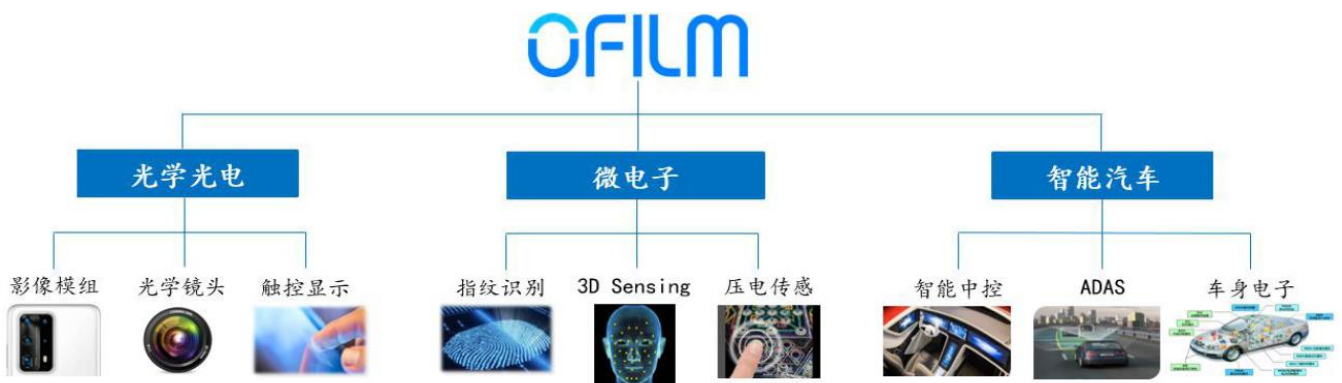 OFILM
光学光电
微电子
智能汽车
影像模组
光学镜头
触控显示
指纹识别
3D Sensing
压电传感
智能中控
ADAS
车身电子